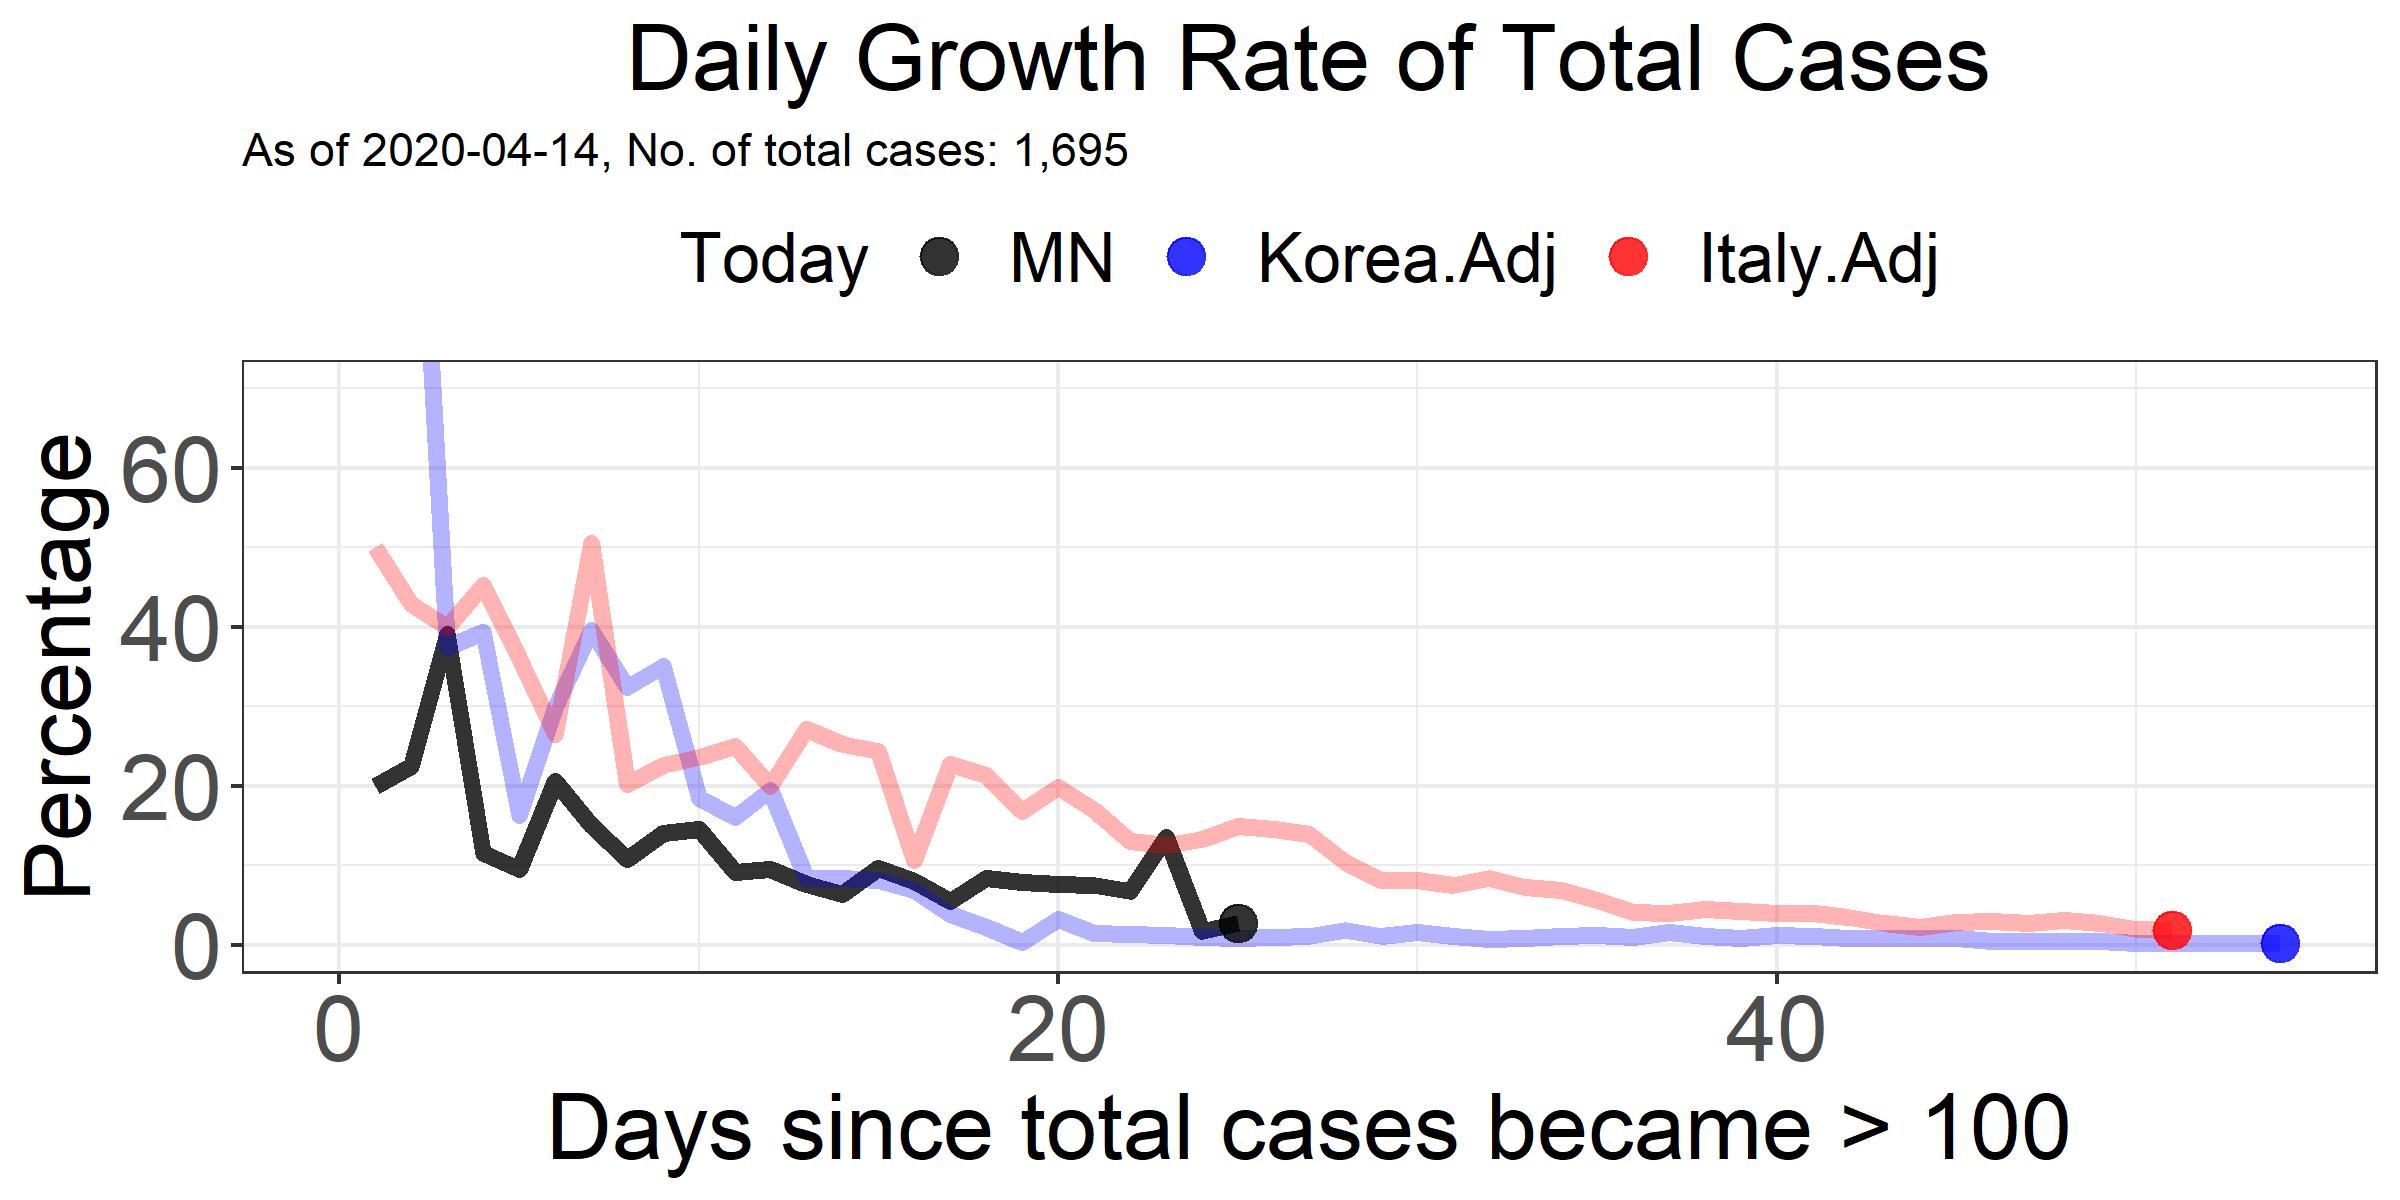 Daily Growth Rate of Total Cases
As of 2020-04-14, No. of total cases: 1,695
Today MN Korea.Adj Italy.Adj
Percentage
60
40
20
0
0 20 40
Days since total cases became > 100